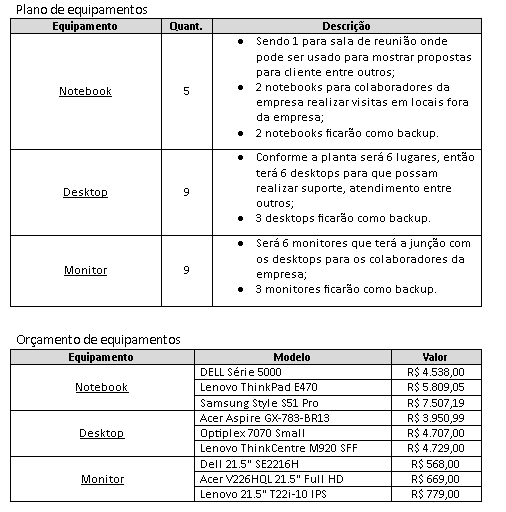 Plano de equipamentos
Equipamento Quant. Descrição
Notebook 5
• Sendo 1 para sala de reunião onde
pode ser usado para mostrar propostas
para cliente entre outros;
• 2 notebooks para colaboradores da
empresa realizar visitas em locais fora
da empresa;
• 2 notebooks ficarão como backup.
Desktop 9
• Conforme a planta será 6 lugares, então
terá 6 desktops para que possam
realizar suporte, atendimento entre
outros;
• 3 desktops ficarão como backup.
Monitor 9
• Será 6 monitores que terá a junção com
os desktops para os colaboradores da
empresa;
• 3 monitores ficarão como backup.
Orçamento de equipamentos
Equipamento Modelo Valor
Notebook
DELL Série 5000 R$ 4.538,00
Lenovo ThinkPad E470 R$ 5.809,05
Samsung Style S51 Pro R$ 7.507,19
Desktop
Acer Aspire GX-783-BR13 R$ 3.950,99
Optiplex 7070 Small R$ 4.707,00
Lenovo ThinkCentre M920 SFF R$ 4.729,00
Monitor
Dell 21.5" SE2216H R$ 568,00
Acer V226HQL 21.5" Full HD R$ 669,00
Lenovo 21.5" T22i-10 IPS R$ 779,00